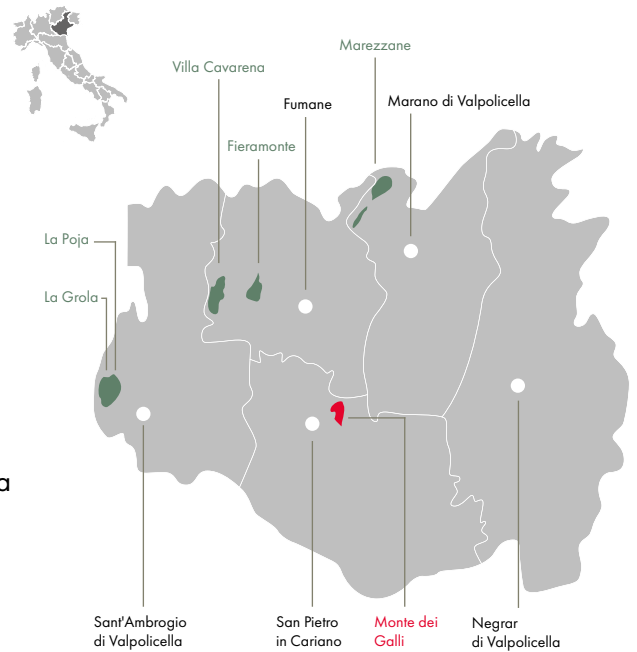 Marezzane
Villa Cavarena
Fumane
Marano di Valpolicella
Fieramonte
La Poja
La Grola
a
Sant'Ambrogio
di Valpolicella
San Pietro
in Cariano
Monte dei
Galli
Negrar
di Valpolicella